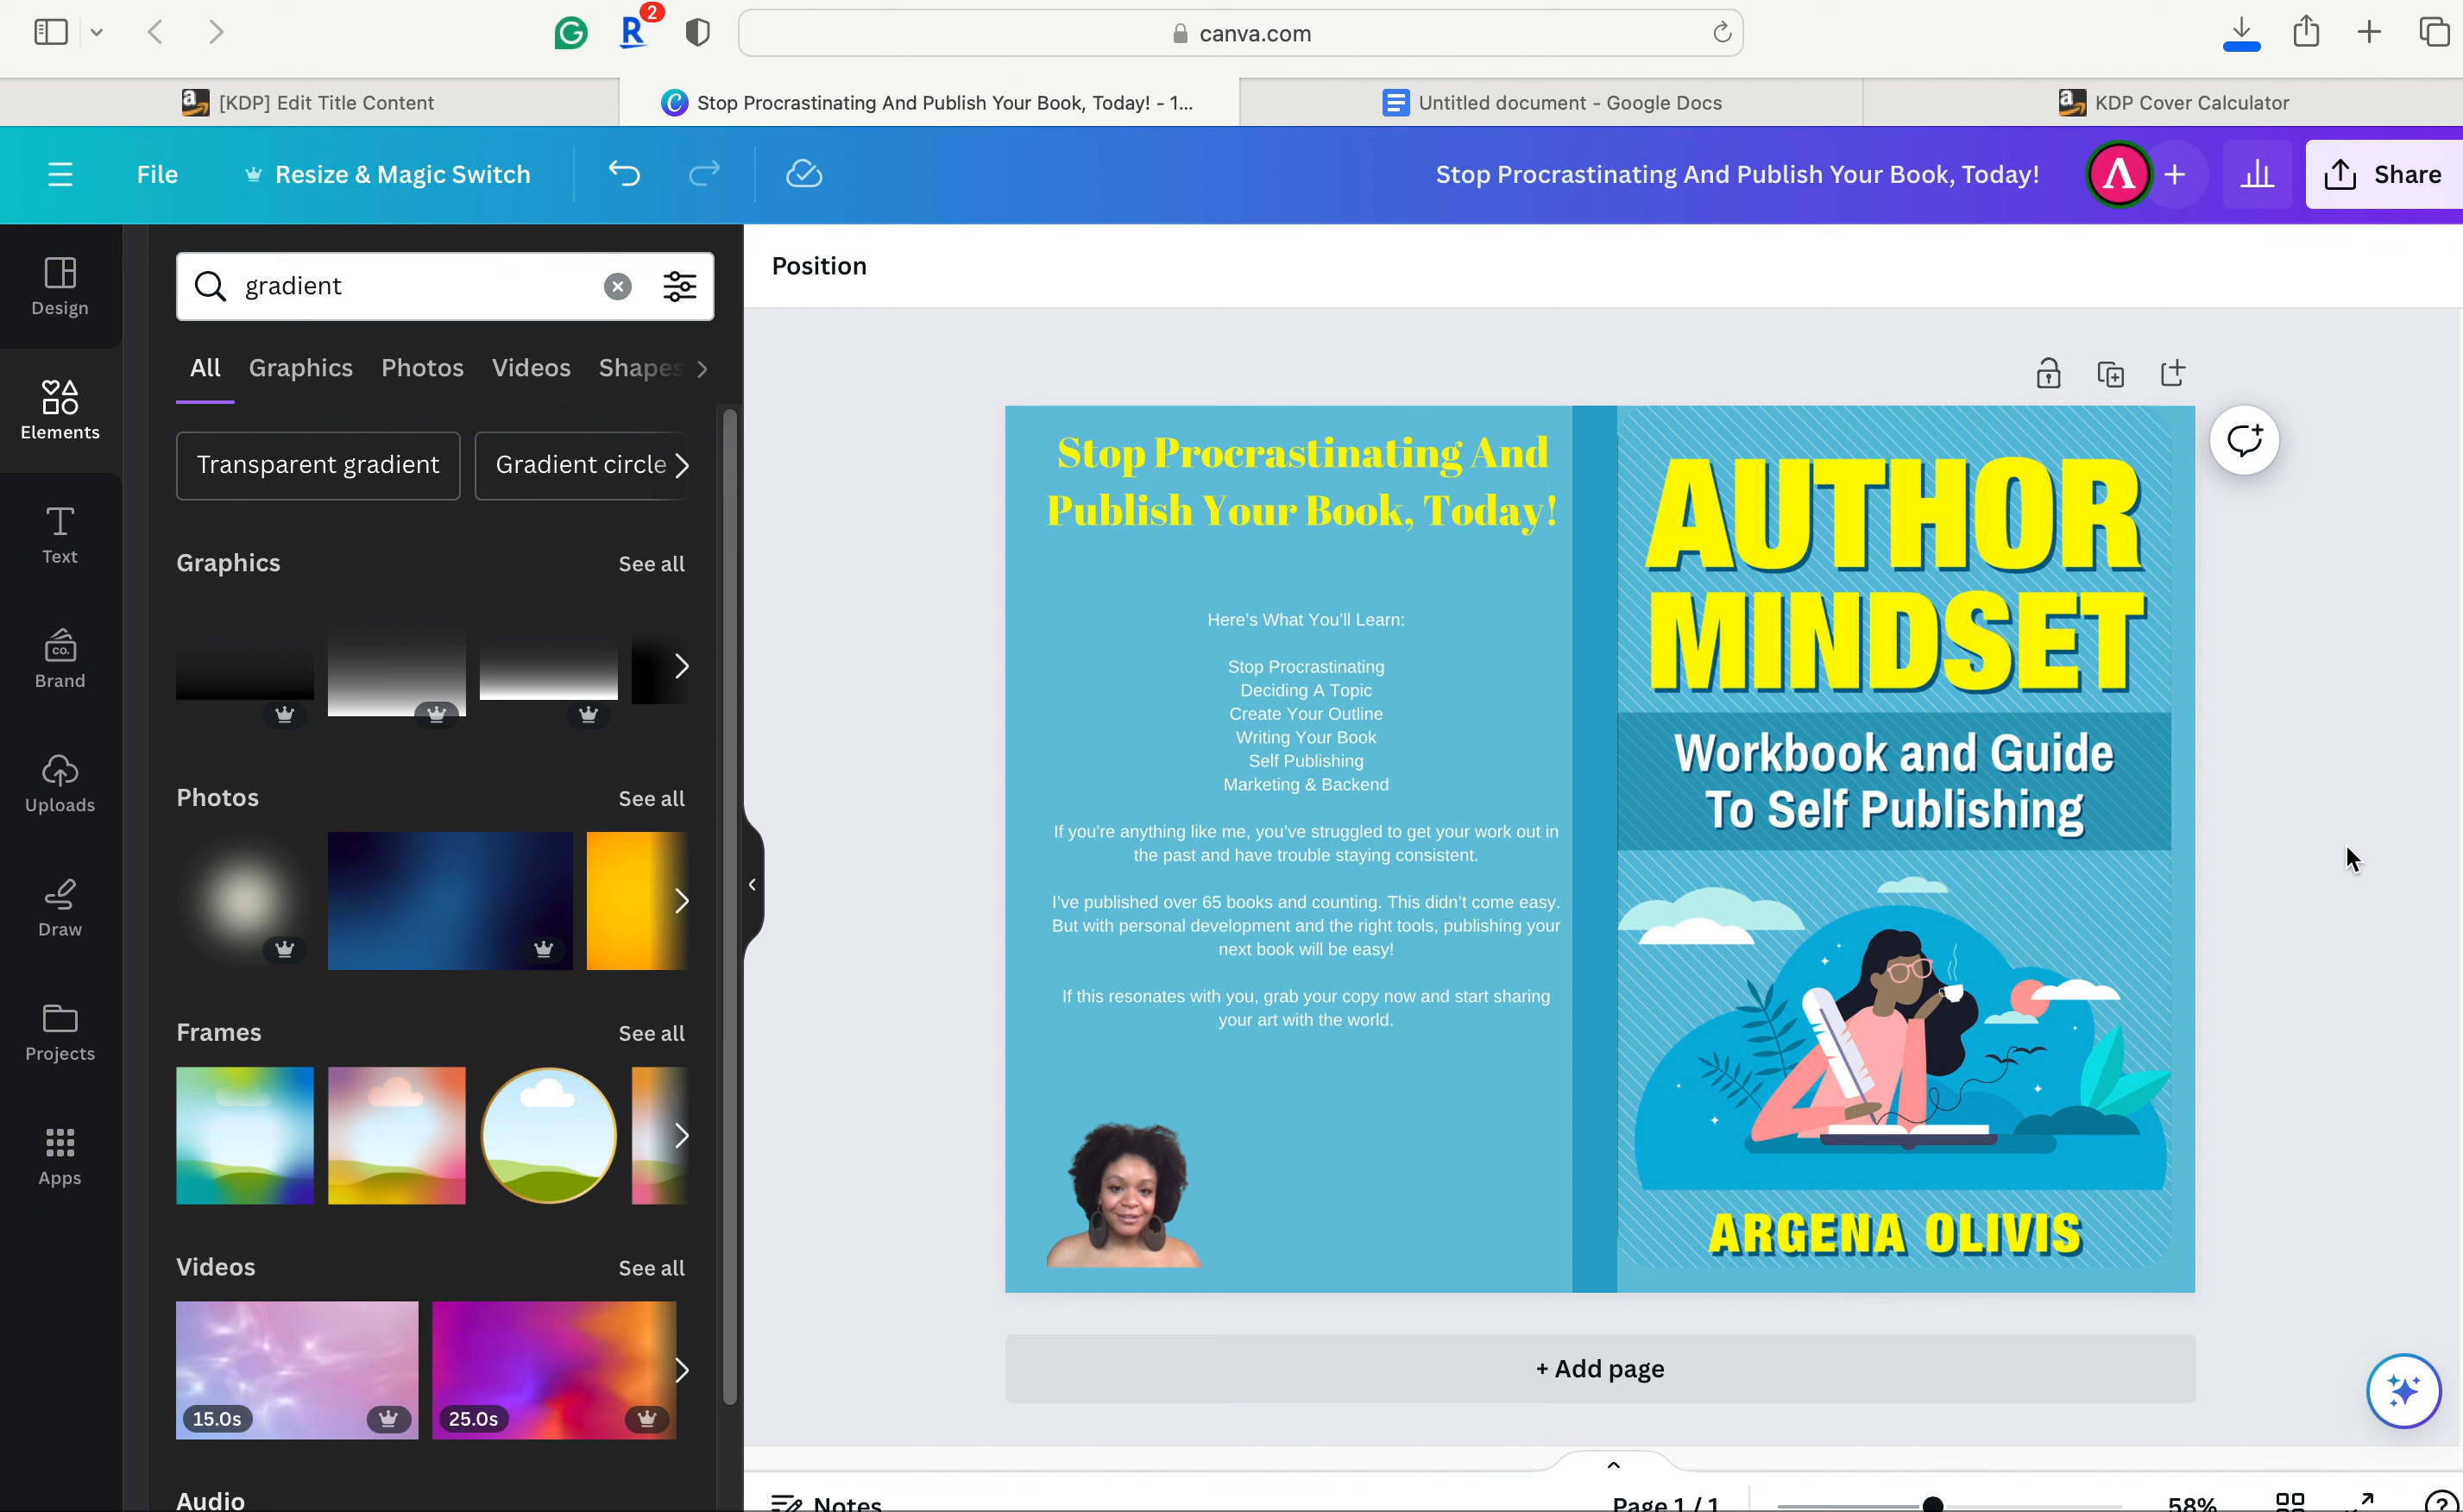 2
canva.com
[KDP] Edit Title Content
Stop Procrastinating And Publish Your Book, Today! - 1...
Untitled document - Google Docs
KDP Cover Calculator
File
Resize & Magic Switch
Stop Procrastinating And Publish Your Book, Today!
Share
Design
Elements
Text
Brand
Uploads
Draw
Projects
Apps
gradient
All Graphics Photos Videos Shapes
Transparent gradient
Gradient circle
Graphics
See all
Photos
See all
Frames
See all
Videos
See all
15.0s
25.0s
Audio
Position
Stop Procrastinating And
Publish Your Book, Today!
Here's What You'll Learn:
Stop Procrastinating
Deciding A Topic
Create Your Outline
Writing Your Book
Self Publishing
Marketing & Backend
If you're anything like me, you've struggled to get your work out in
the past and have trouble staying consistent.
I've published over 65 books and counting. This didn't come easy.
But with personal development and the right tools, publishing your
next book will be easy!
If this resonates with you, grab your copy now and start sharing
your art with the world.
AUTHOR
MINDSET
Workbook and Guide
To Self Publishing
ARGENA OLIVIS
+ Add page
Notes
Page 1 / 1
58%